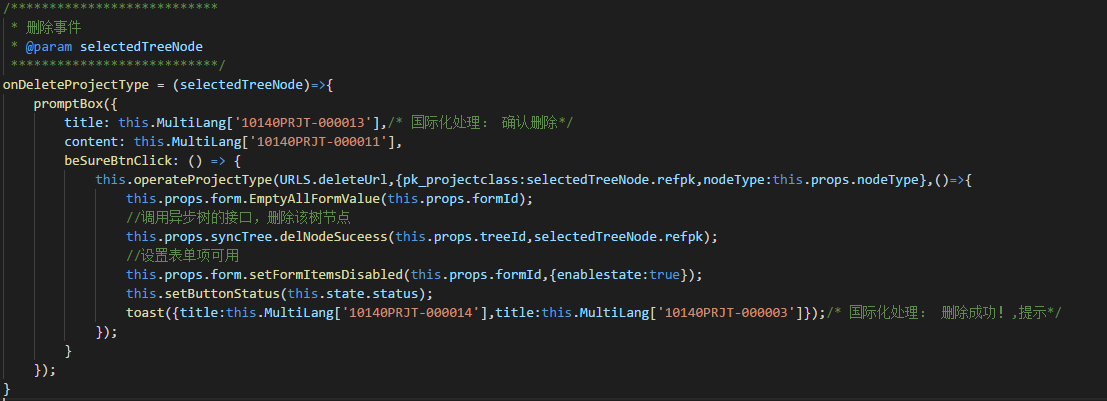 /***************************
 * 删除事件
 * @param selectedTreeNode
 ***************************/
onDeleteProjectType = (selectedTreeNode)=>{
    promptBox({
        title: this.MultiLang['10140PRJT-000013'],/* 国际化处理： 确认删除*/
        content: this.MultiLang['10140PRJT-000011'],
        beSureBtnClick: () => {
            this.operateProjectType(URLS.deleteUrl,{pk_projectclass:selectedTreeNode.refpk,nodeType:this.props.nodeType},()=>{
                this.props.form.EmptyAllFormValue(this.props.formId);
                //调用异步树的接口，删除该树节点
                this.props.syncTree.delNodeSuceess(this.props.treeId,selectedTreeNode.refpk);
                //设置表单项可用
                this.props.form.setFormItemsDisabled(this.props.formId,{enablestate:true});
                this.setButtonStatus(this.state.status);
                toast({title:this.MultiLang['10140PRJT-000014'],title:this.MultiLang['10140PRJT-000003']});/* 国际化处理： 删除成功！,提示*/
            });
        }
    });
}